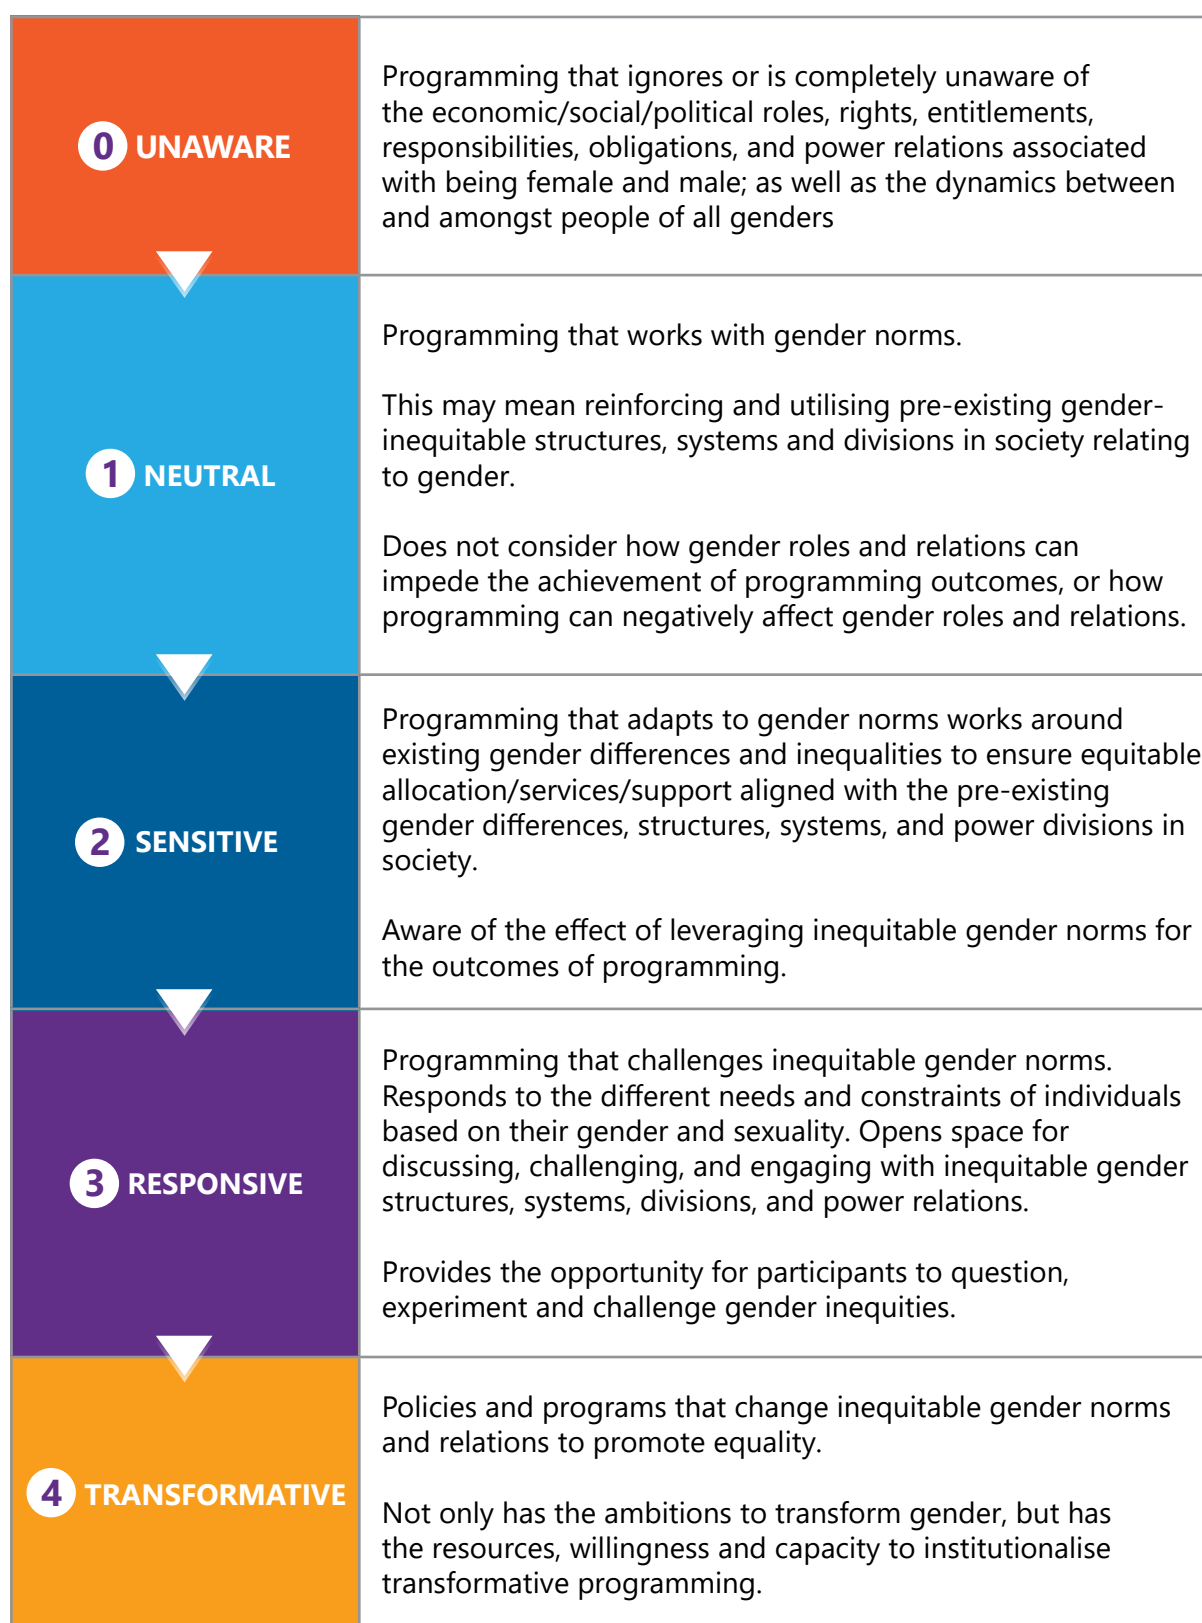 0 UNAWARE
Programming that ignores or is completely unaware of
the economic/social/political roles, rights, entitlements,
responsibilities, obligations, and power relations associated
with being female and male; as well as the dynamics between
and amongst people of all genders
1 NEUTRAL
Programming that works with gender norms.
This may mean reinforcing and utilising pre-existing gender-
inequitable structures, systems and divisions in society relating
to gender.
Does not consider how gender roles and relations can
impede the achievement of programming outcomes, or how
programming can negatively affect gender roles and relations.
2 SENSITIVE
Programming that adapts to gender norms works around
existing gender differences and inequalities to ensure equitable
allocation/services/support aligned with the pre-existing
gender differences, structures, systems, and power divisions in
society.
Aware of the effect of leveraging inequitable gender norms for
the outcomes of programming.
3 RESPONSIVE
Programming that challenges inequitable gender norms.
Responds to the different needs and constraints of individuals
based on their gender and sexuality. Opens space for
discussing, challenging, and engaging with inequitable gender
structures, systems, divisions, and power relations.
Provides the opportunity for participants to question,
experiment and challenge gender inequities.
4 TRANSFORMATIVE
Policies and programs that change inequitable gender norms
and relations to promote equality.
Not only has the ambitions to transform gender, but has
the resources, willingness and capacity to institutionalise
transformative programming.